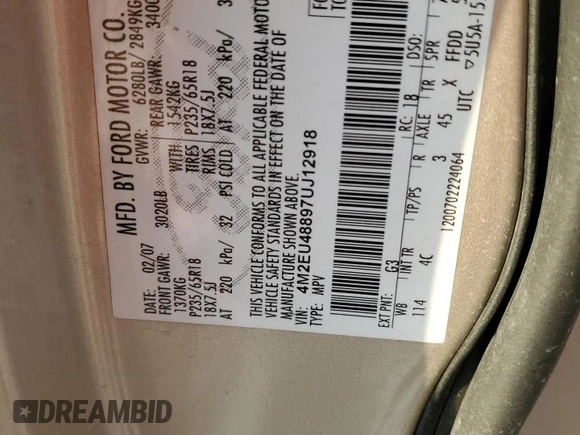 MFD. BY FORD MOTOR CO.
DATE: 02/07 GVWR: 6280LB/ 2849KG
FRONT GAWR: 3020LB REAR GAWR: 340
1370KG WITH 1542KG
P235/65R18 TIRES P235/65R18
18X7.5J RIMS 18X7.5J
AT 220 kPa/ 32 PSI COLD AT 220 kPa/ 3
THIS VEHICLE CONFORMS TO ALL APPLICABLE FEDERAL MOTOR
VEHICLE SAFETY STANDARDS IN EFFECT ON THE DATE OF
MANUFACTURE SHOWN ABOVE.
VIN: 4M2EU48897UJ12918
TYPE: MPV
EXT PNT: G3 RC: 18 DSO:
WB INT TR TP/PS R AXLE TR SPR
114 4C 3 45 X FFDD
1200702224064 UTC 5U5A-15
DREAMBID